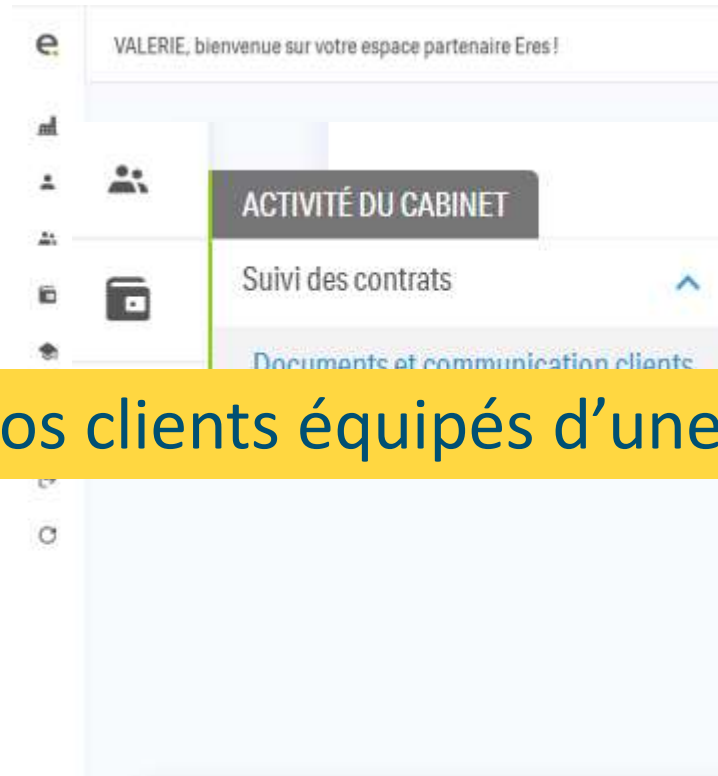 e.
VALERIE, bienvenue sur votre espace partenaire Eres !
ACTIVITÉ DU CABINET
Suivi des contrats
Documents et communication clients
os clients équipés d’une